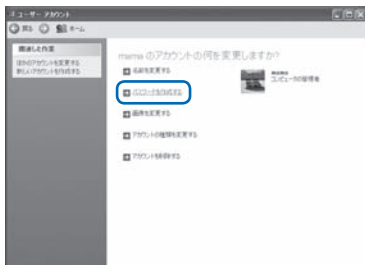 ユーザー アカウント
戻る ホーム
関連した作業
ほかのアカウントを変更する
新しいアカウントを作成する
mama のアカウントの何を変更しますか?
名前を変更する
パスワードを作成する
画像を変更する
アカウントの種類を変更する
アカウントを削除する
mama
コンピュータの管理者